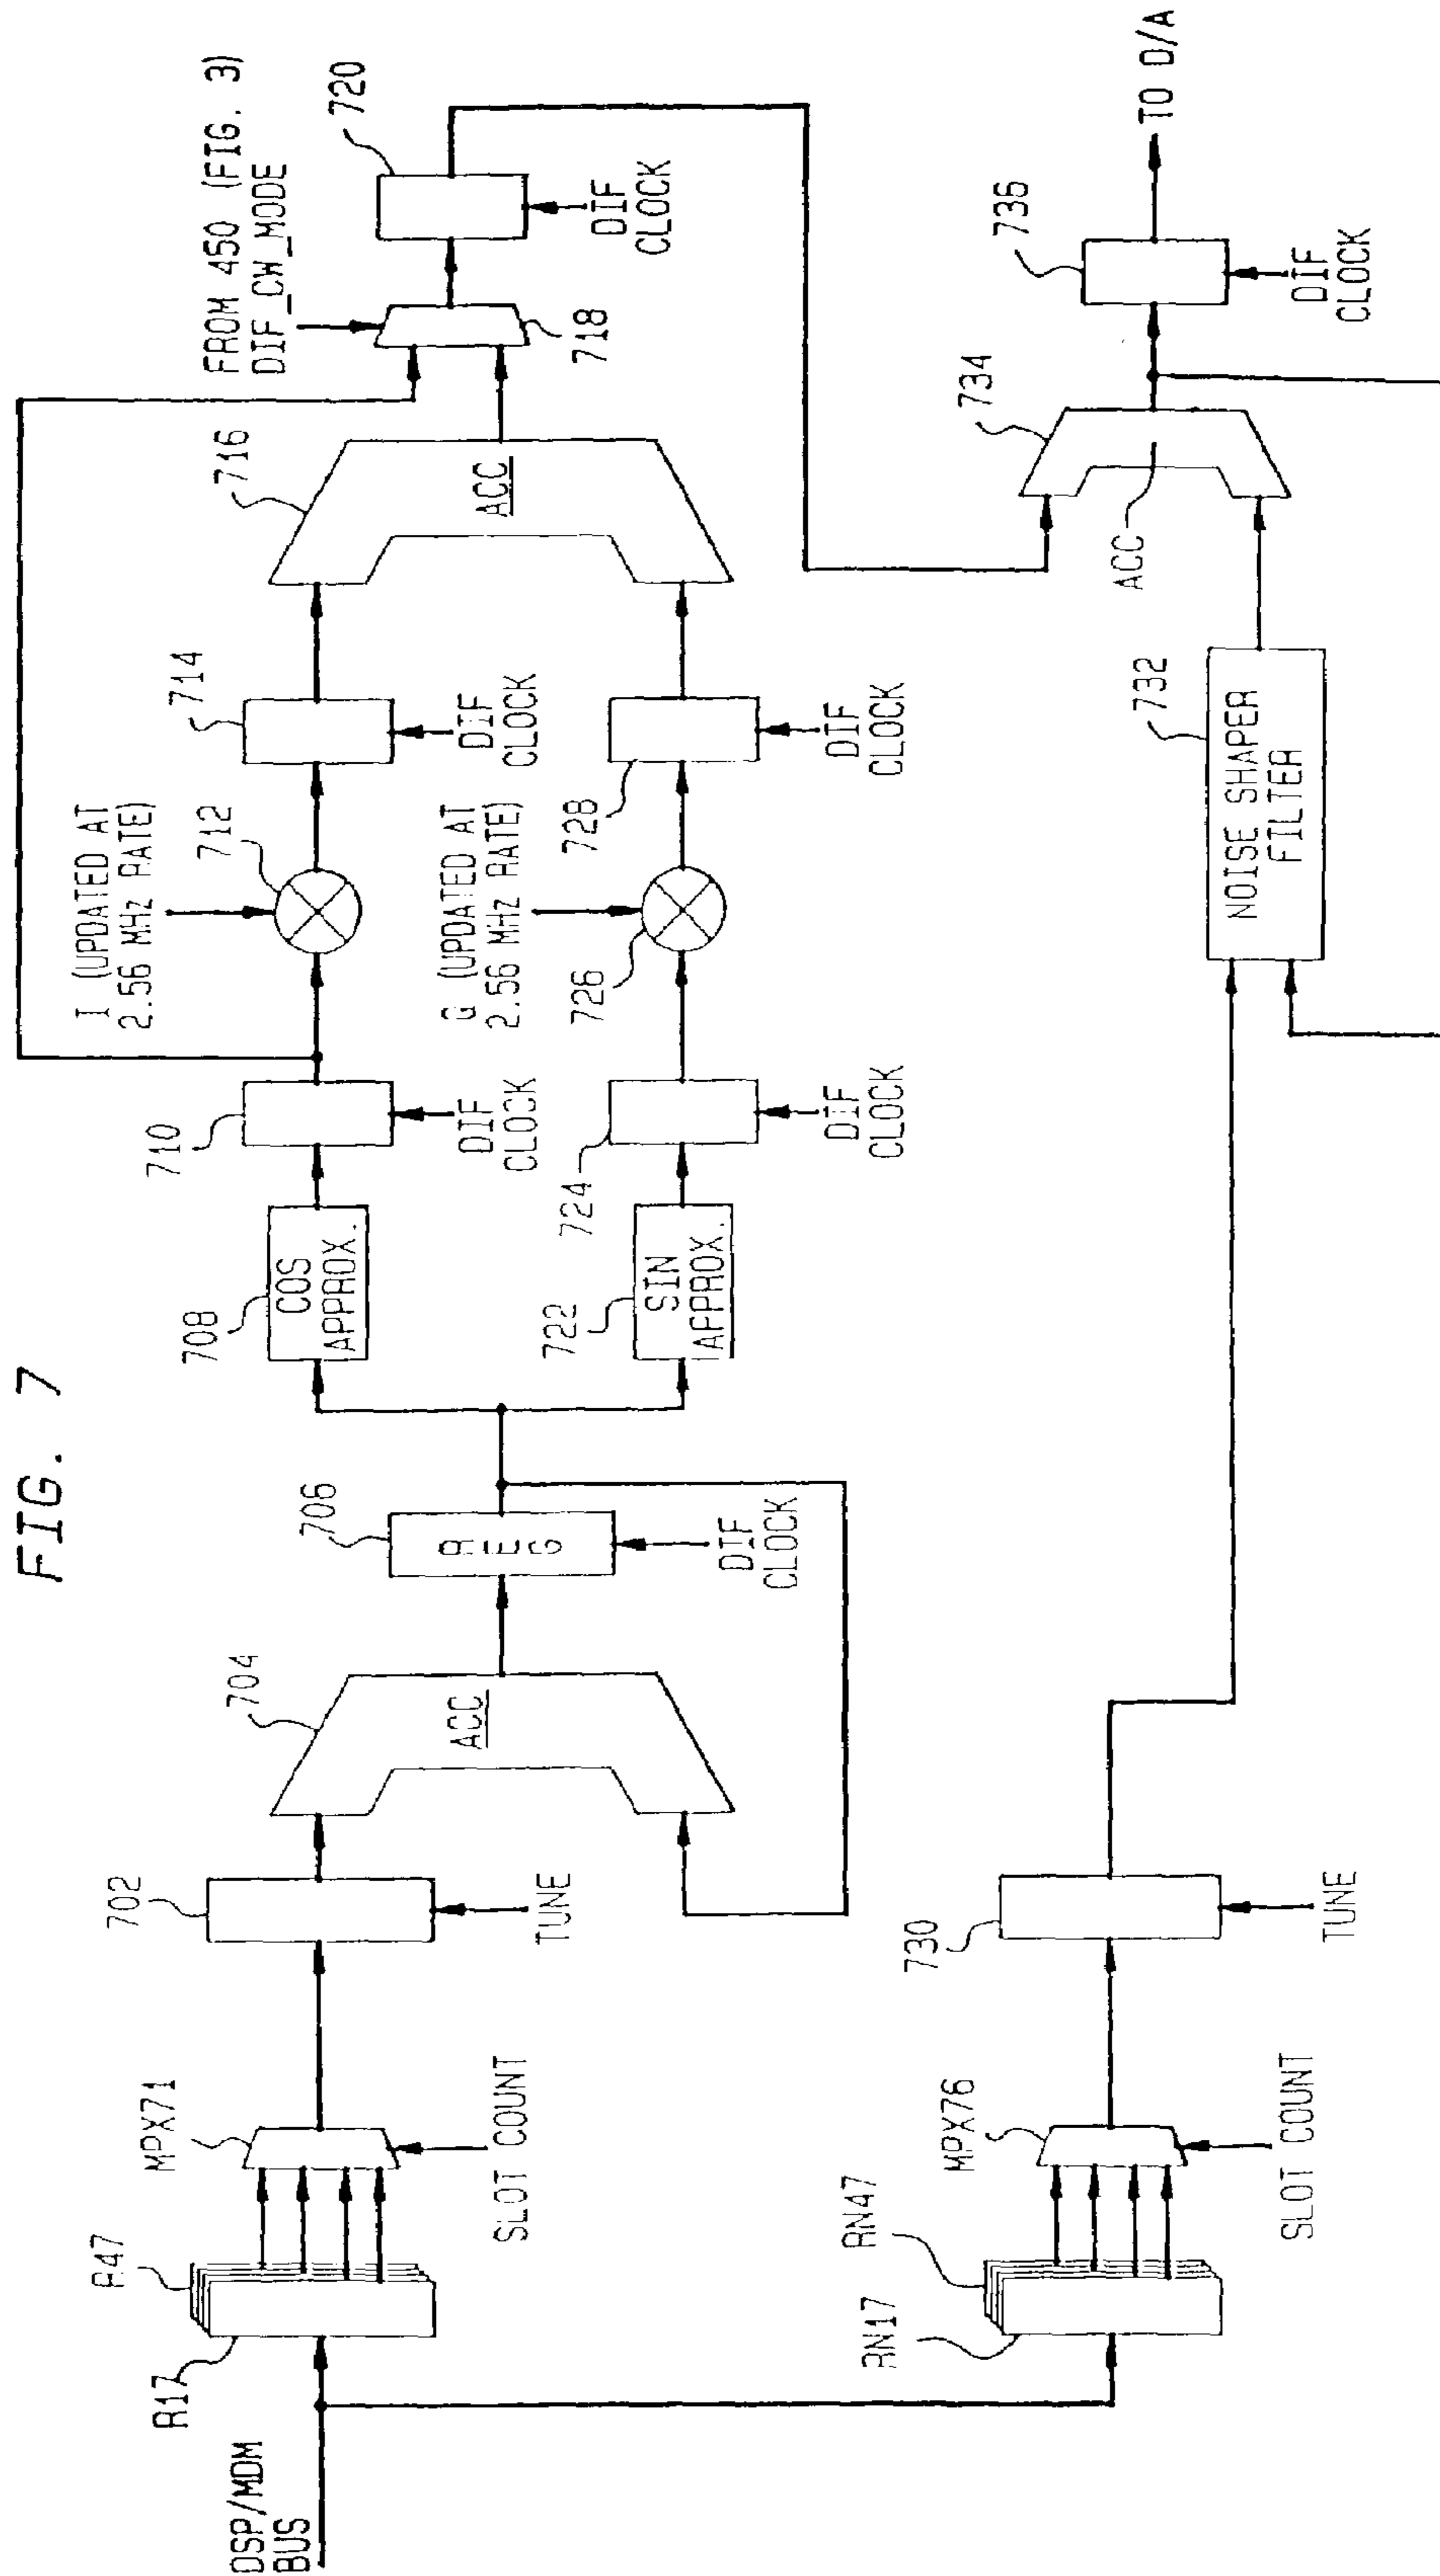 FIG. 7
DSP/MDM
BUS
R17
R47
MPX71
SLOT COUNT
702
TUNE
704
ACC
706
REG
DIF
CLOCK
708
COS
APPROX.
710
DIF
CLOCK
I (UPDATED AT
2.56 MHz RATE)
712
714
DIF
CLOCK
716
ACC
FROM 450 (FIG. 3)
DIF_CW_MODE
718
720
DIF
CLOCK
722
SIN
APPROX.
724
DIF
CLOCK
Q (UPDATED AT
2.56 MHz RATE)
726
728
DIF
CLOCK
RN17
RN47
MPX76
SLOT COUNT
730
TUNE
732
NOISE SHAPER
FILTER
734
ACC
736
DIF
CLOCK
TO D/A